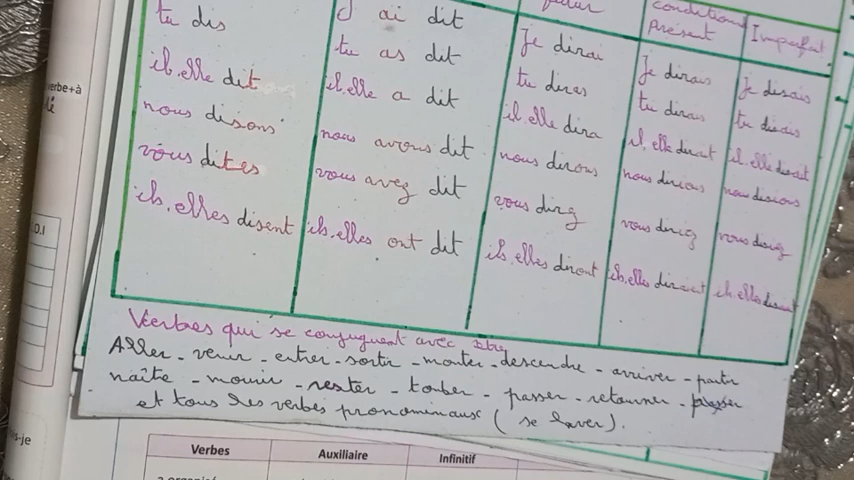 futur conditionnel
présent Imparfait
tu dis J'ai dit Je dirai Je dirais Je disais
il.elle dit tu as dit tu diras tu dirais tu disais
nous disons il.elle a dit il.elle dira il.elle dirait il.elle disait
vous dites nous avons dit nous dirons nous dirions nous disions
ils.elles disent vous avez dit vous direz vous diriez vous disiez
ils.elles ont dit ils.elles diront ils.elles diraient ils.elles disaient
Verbes qui se conjuguent avec être
Aller - venir - entrer - sortir - monter - descendre - arriver - partir
naître - mourir - rester - tomber - passer - retourner -
et tous les verbes pronominaux ( se laver).
verbe+à
O.I
s-je
Verbes Auxiliaire Infinitif